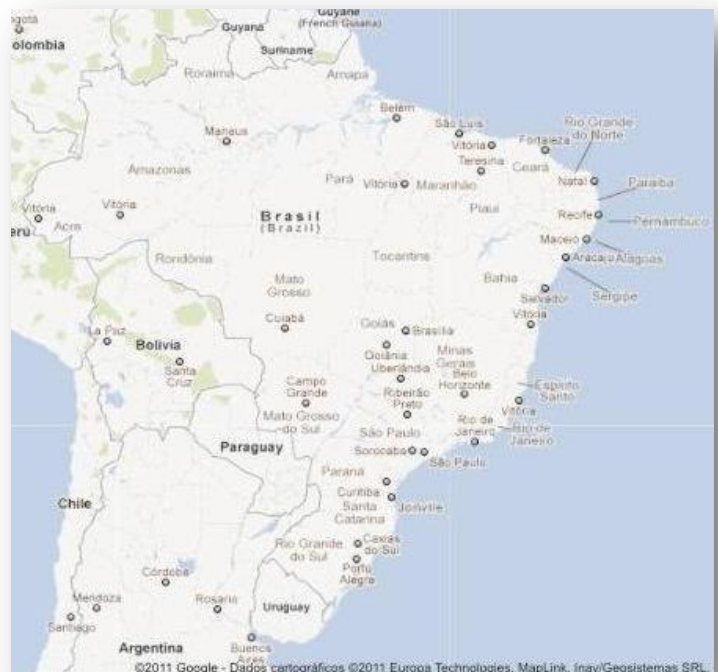 Guyane
(French Guiana)
Guyana
Suriname
olombia
Roraima
Amapá
Belém
São Luís
Manaus
Vitória
Fortaleza
Rio Grande
do Norte
Teresina
Ceará
Amazonas
Pará
Vitória
Maranhão
Natal
Paraíba
Vitória
Vitória
Piauí
Recife
Pernambuco
Acre
Brasil
(Brazil)
Maceió
Aracaju
Alagoas
Rondônia
Tocantins
Mato
Grosso
Bahia
Salvador
Sergipe
Cuiabá
Goiás
Brasília
Vitória
La Paz
Bolivia
Goiânia
Minas
Gerais
Santa
Cruz
Uberlândia
Belo
Horizonte
Espírito
Santo
Campo
Grande
Ribeirão
Preto
Vitória
Mato Grosso
do Sul
São Paulo
Rio de
Janeiro
Rio de
Janeiro
Paraguay
Sorocaba
São Paulo
Paraná
Curitiba
Chile
Santa
Catarina
Joinville
Rio Grande
do Sul
Caxias
do Sul
Porto
Alegre
Córdoba
Mendoza
Rosario
Uruguay
Santiago
Argentina
Buenos
Aires
©2011 Google - Dados cartográficos ©2011 Europa Technologies, MapLink, Inav/Geosistemas SRL,